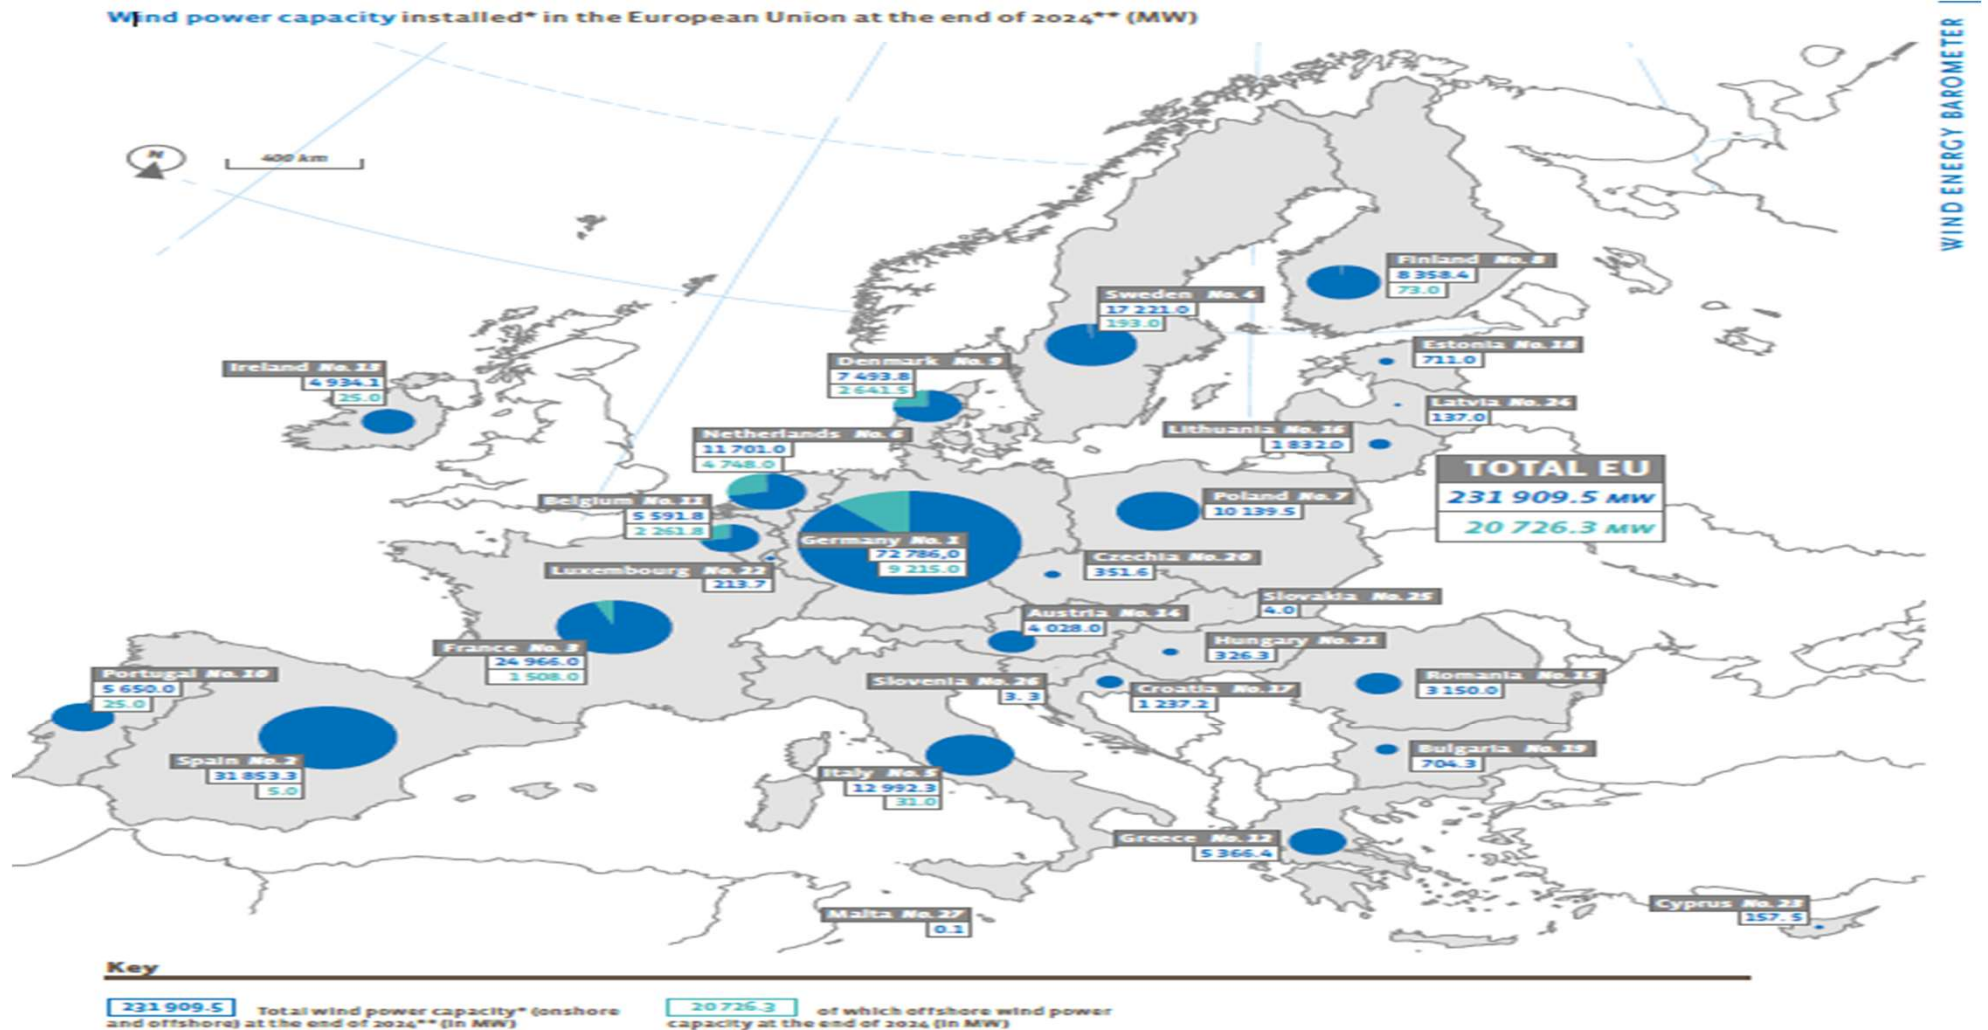 Wind power capacity installed* in the European Union at the end of 2024** (MW)
WIND ENERGY BAROMETER
N
400 km
Finland No. 8
8 358.4
73.0
Sweden No. 4
17 221.0
193.0
Estonia No. 18
711.0
Denmark No. 9
7 493.8
2 641.5
Ireland No. 13
4 934.1
25.0
Latvia No. 24
137.0
Lithuania No. 16
1 832.0
Netherlands No. 6
11 701.0
4 748.0
TOTAL EU
231 909.5 MW
20 726.3 MW
Belgium No. 11
5 591.8
2 261.8
Poland No. 7
10 139.5
Germany No. 1
72 786,0
9 215.0
Czechia No. 20
351.6
Luxembourg No. 22
213.7
Slovakia No. 25
4.0
Austria No. 14
4 028.0
Hungary No. 21
326.3
France No. 3
24 966.0
1 508.0
Portugal No. 10
5 650.0
25.0
Slovenia No. 26
3. 3
Croatia No. 17
1 237.2
Romania No. 15
3 150.0
Bulgaria No. 19
704.3
Spain No. 2
31 853.3
5.0
Italy No. 5
12 992.3
31.0
Greece No. 12
5 366.4
Cyprus No. 23
157. 5
Malta No. 27
0.1
Key
231 909.5 Total wind power capacity* (onshore
and offshore) at the end of 2024** (in MW)
20 726.3 of which offshore wind power
capacity at the end of 2024 (in MW)